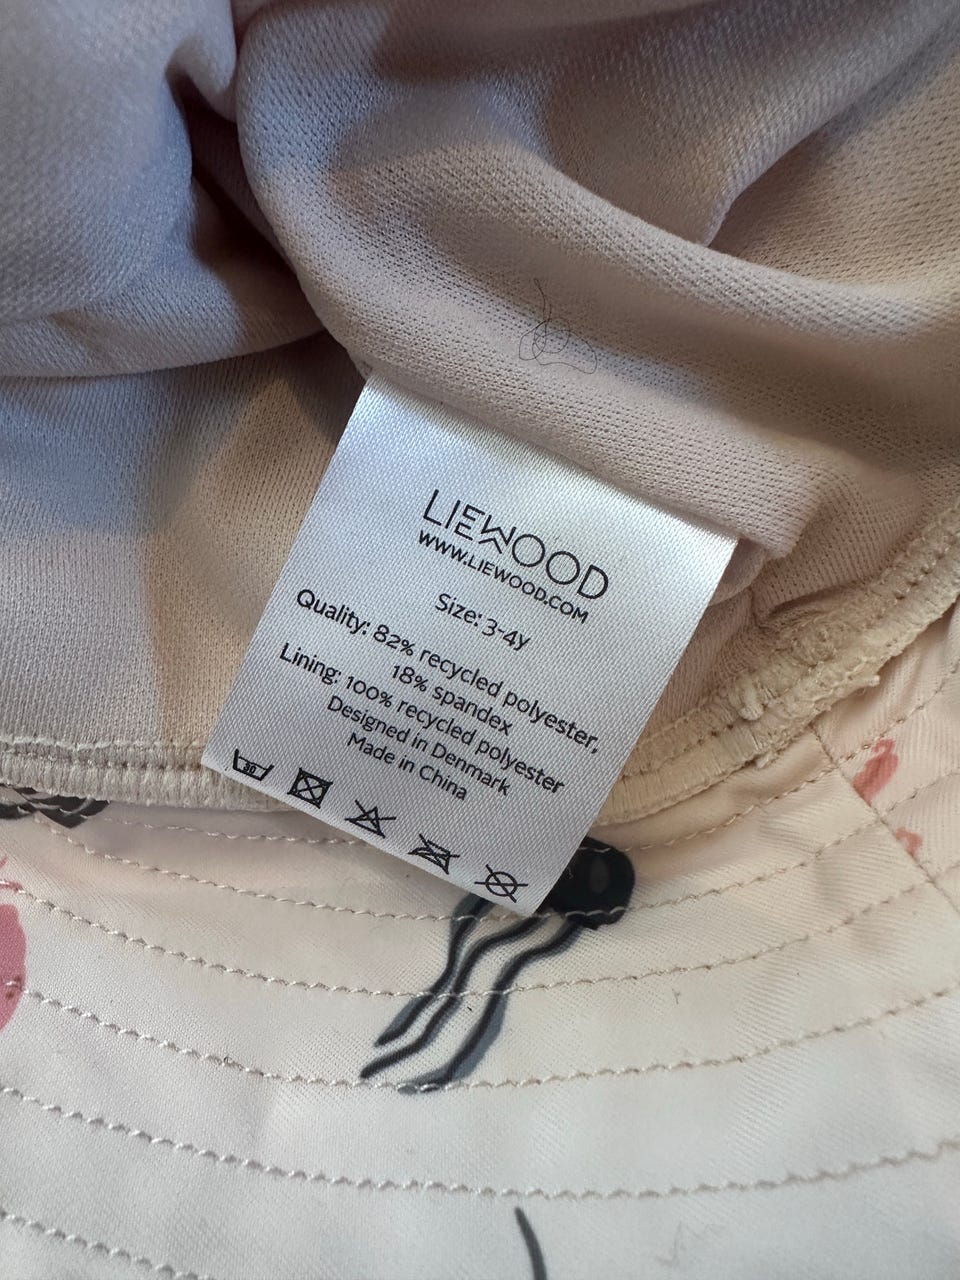 LIEWOOD
WWW.LIEWOOD.COM
Size: 3-4y
Quality: 82% recycled polyester,
18% spandex
Lining: 100% recycled polyester
Designed in Denmark
Made in China
30